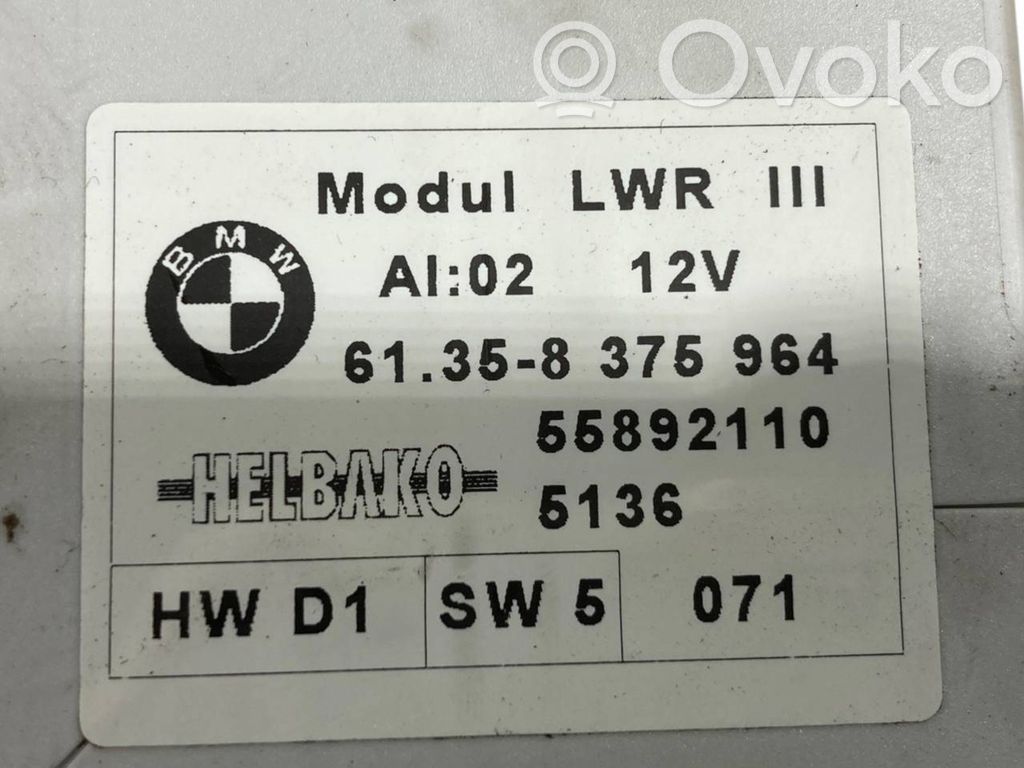 Ovoko
Modul LWR III
BMW
AI:02 12V
61.35-8 375 964
55892110
HELBAKO
5136
HW D1 SW 5 071